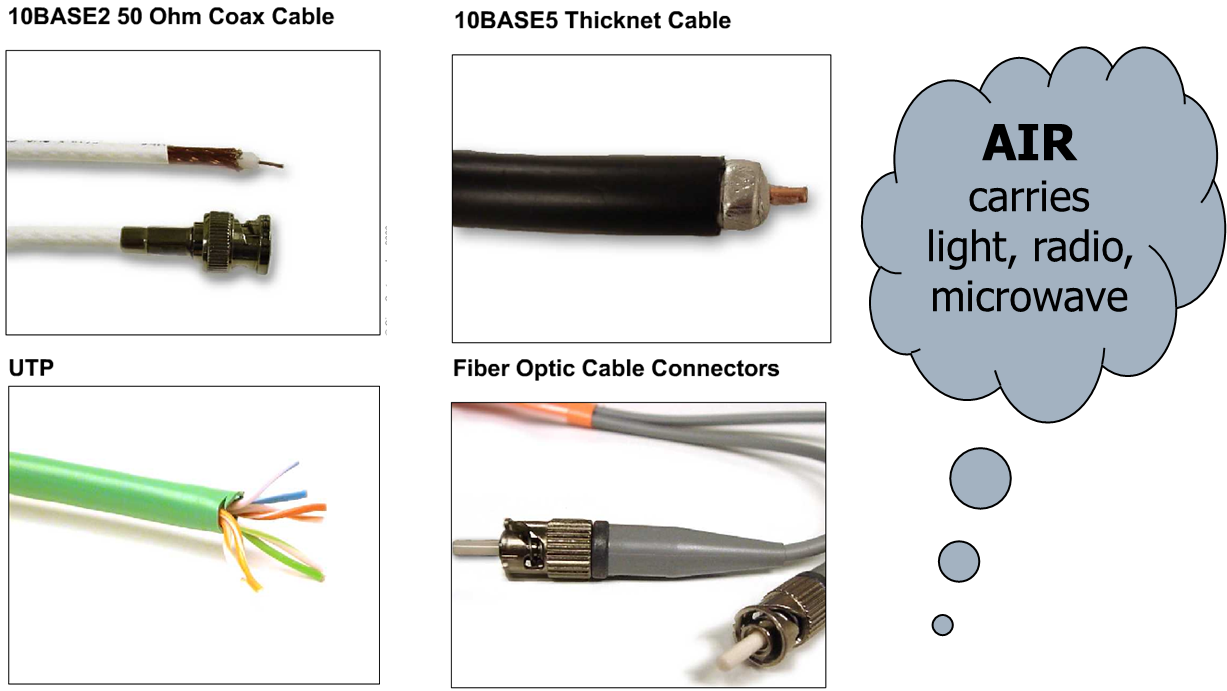 10BASE2 50 Ohm Coax Cable
10BASE5 Thicknet Cable
AIR
carries
light, radio,
microwave
UTP
Fiber Optic Cable Connectors